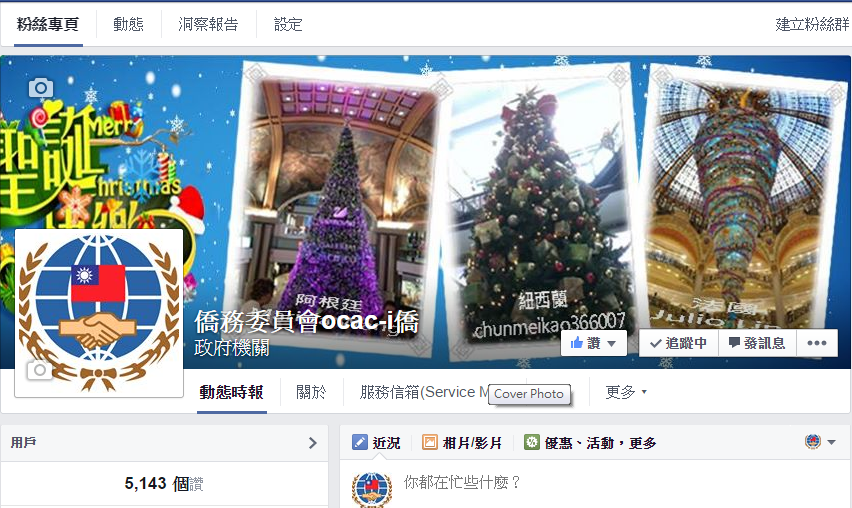 粉絲專頁 動態 洞察報告 設定 建立粉絲群
聖誕
Merry
Christmas
快樂
阿根廷
紐西蘭
chunmeikao366007
法國
僑務委員會ocac-i僑
政府機關
讚 追蹤中 發訊息
動態時報 關於 服務信箱(Service M 更多
Cover Photo
用戶
5,143 個讚
近況 相片/影片 優惠、活動，更多
你都在忙些什麼？